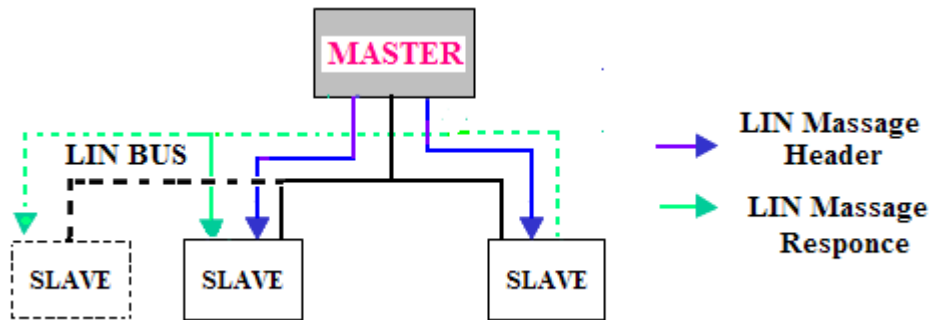 MASTER
LIN BUS
LIN Massage
Header
LIN Massage
Responce
SLAVE
SLAVE
SLAVE